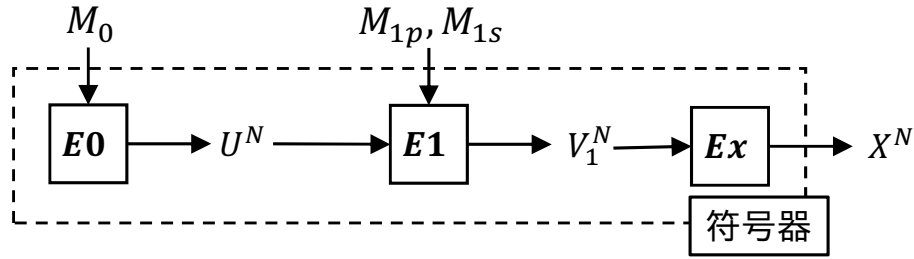 M_0
M_{1p}, M_{1s}
E0
U^N
E1
V_1^N
Ex
X^N
符号器